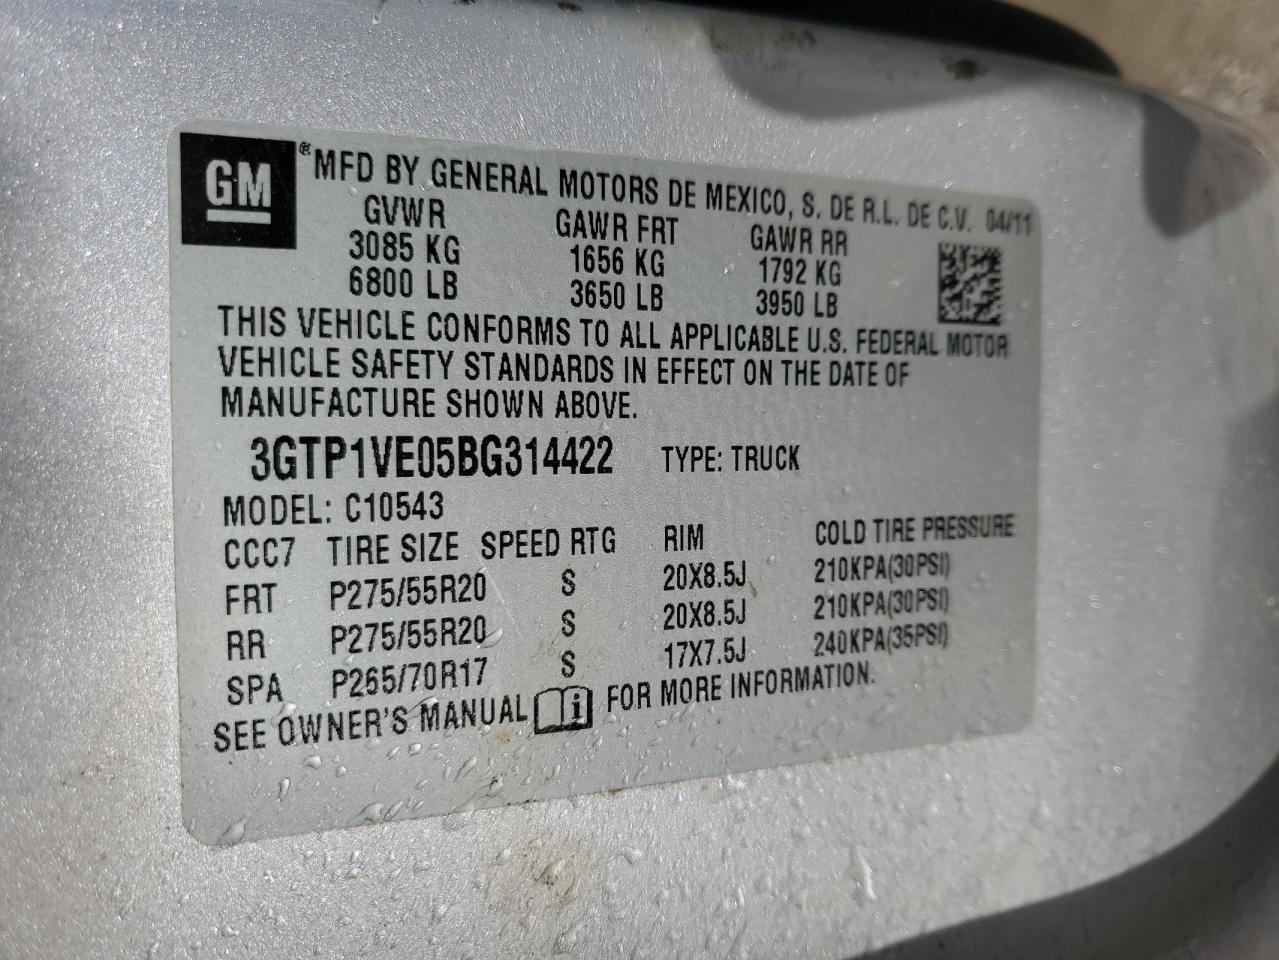 GM ® MFD BY GENERAL MOTORS DE MEXICO, S. DE R.L. DE C.V. 04/11
GVWR GAWR FRT GAWR RR
3085 KG 1656 KG 1792 KG
6800 LB 3650 LB 3950 LB
THIS VEHICLE CONFORMS TO ALL APPLICABLE U.S. FEDERAL MOTOR
VEHICLE SAFETY STANDARDS IN EFFECT ON THE DATE OF
MANUFACTURE SHOWN ABOVE.
3GTP1VE05BG314422 TYPE: TRUCK
MODEL: C10543
CCC7 TIRE SIZE SPEED RTG RIM COLD TIRE PRESSURE
FRT P275/55R20 S 20X8.5J 210KPA(30PSI)
RR P275/55R20 S 20X8.5J 210KPA(30PSI)
SPA P265/70R17 S 17X7.5J 240KPA(35PSI)
SEE OWNER'S MANUAL i FOR MORE INFORMATION.